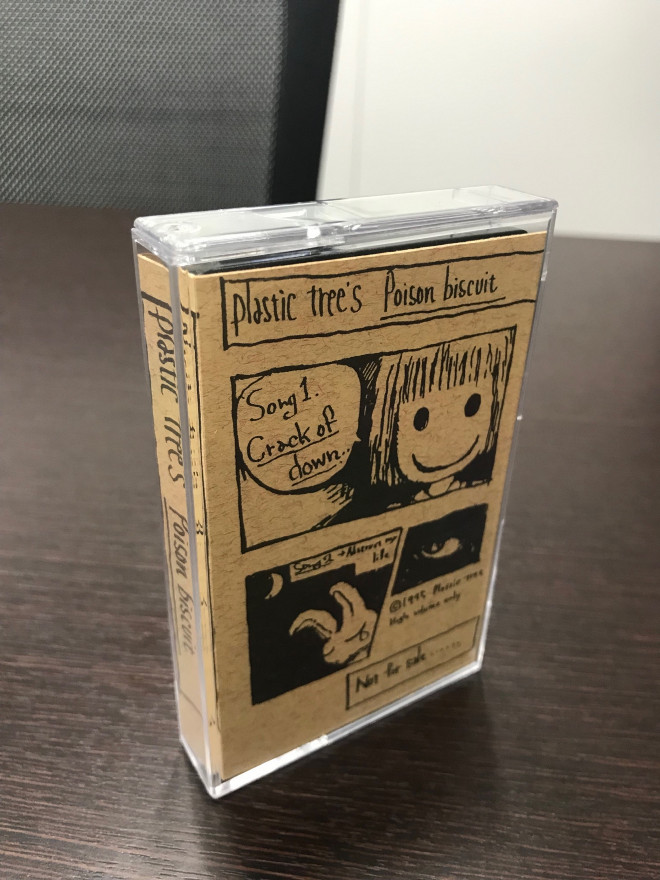 plastic tree's Poison biscuit
Song 1.
Crack of
down..
Song 2
life
©1995 Plastic tree
High volume only
Not for sale......
plastic tree's Poison biscuit